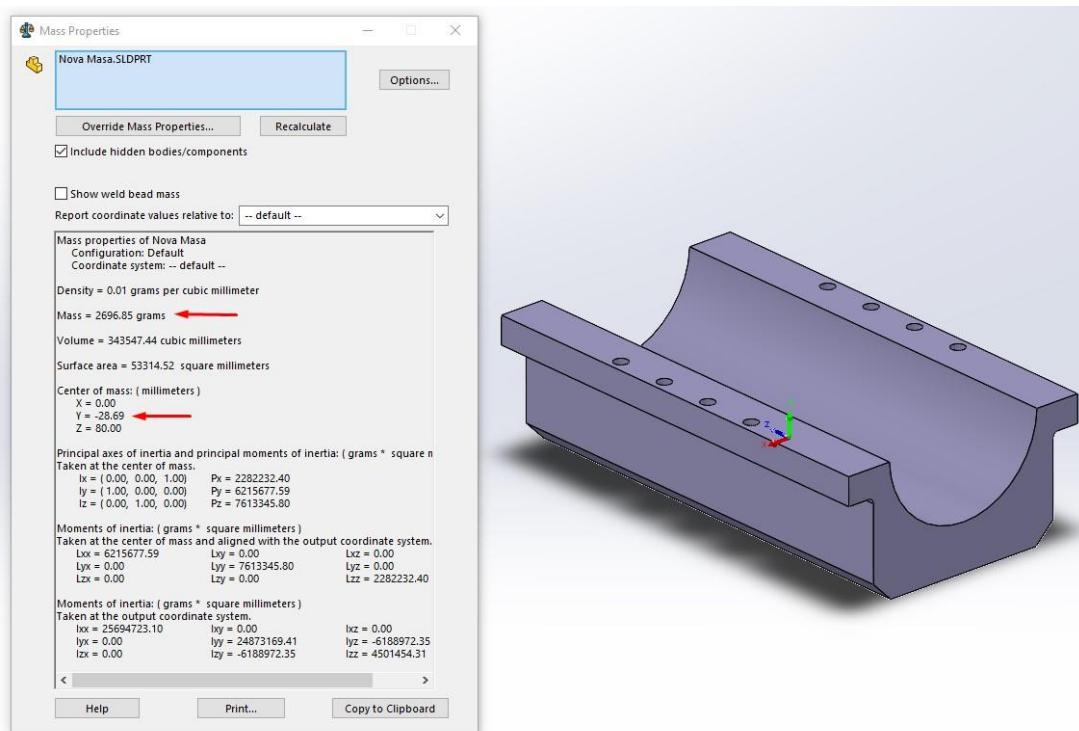 Mass Properties
Nova Masa.SLDPRT
Options...
Override Mass Properties...
Recalculate
Include hidden bodies/components
Show weld bead mass
Report coordinate values relative to: -- default --
Mass properties of Nova Masa
Configuration: Default
Coordinate system: -- default --
Density = 0.01 grams per cubic millimeter
Mass = 2696.85 grams
Volume = 343547.44 cubic millimeters
Surface area = 53314.52 square millimeters
Center of mass: ( millimeters )
X = 0.00
Y = -28.69
Z = 80.00
Principal axes of inertia and principal moments of inertia: ( grams * square n
Taken at the center of mass.
Ix = ( 0.00, 0.00, 1.00) Px = 2282232.40
Iy = ( 1.00, 0.00, 0.00) Py = 6215677.59
Iz = ( 0.00, 1.00, 0.00) Pz = 7613345.80
Moments of inertia: ( grams * square millimeters )
Taken at the center of mass and aligned with the output coordinate system.
Lxx = 6215677.59 Lxy = 0.00 Lxz = 0.00
Lyx = 0.00 Lyy = 7613345.80 Lyz = 0.00
Lzx = 0.00 Lzy = 0.00 Lzz = 2282232.40
Moments of inertia: ( grams * square millimeters )
Taken at the output coordinate system.
Ixx = 25694723.10 Ixy = 0.00 Ixz = 0.00
Iyx = 0.00 Iyy = 24873169.41 Iyz = -6188972.35
Izx = 0.00 Izy = -6188972.35 Izz = 4501454.31
Help
Print...
Copy to Clipboard
Y
Z
X